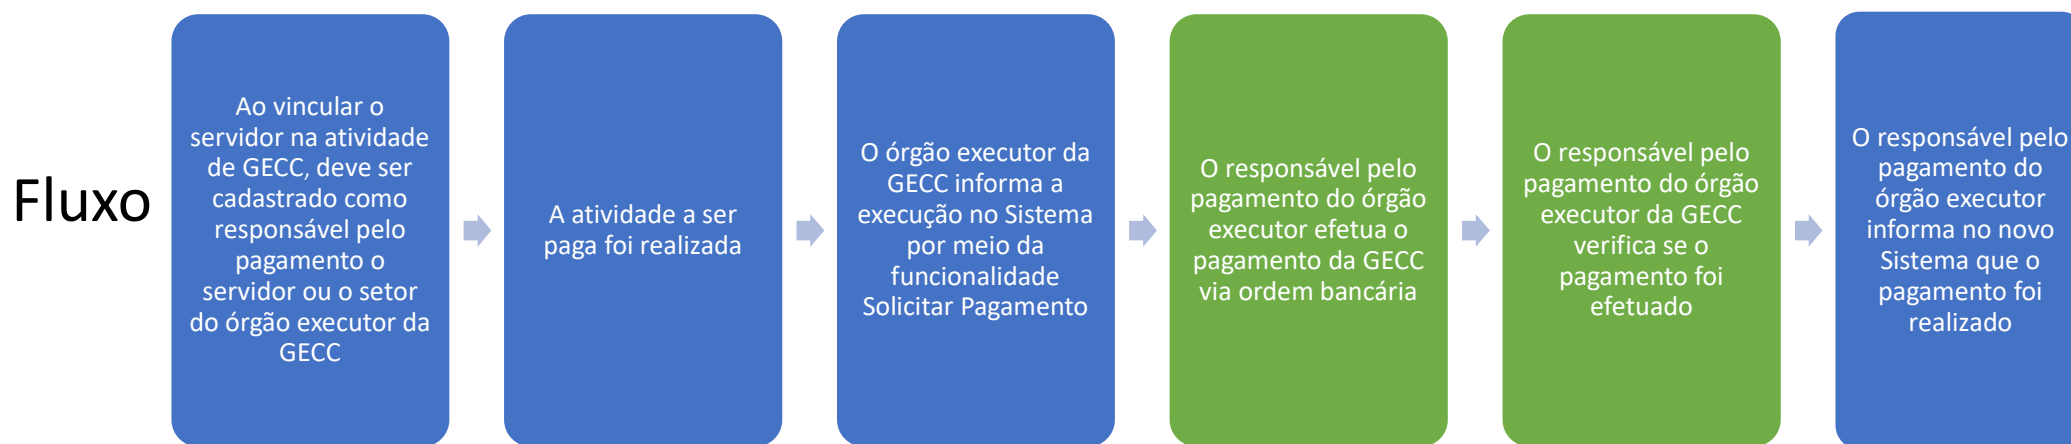 Fluxo
Ao vincular o
servidor na atividade
de GECC, deve ser
cadastrado como
responsável pelo
pagamento o
servidor ou o setor
do órgão executor da
GECC
A atividade a ser
paga foi realizada
O órgão executor da
GECC informa a
execução no Sistema
por meio da
funcionalidade
Solicitar Pagamento
O responsável pelo
pagamento do órgão
executor efetua o
pagamento da GECC
via ordem bancária
O responsável pelo
pagamento do órgão
executor da GECC
verifica se o
pagamento foi
efetuado
O responsável pelo
pagamento do
órgão executor
informa no novo
Sistema que o
pagamento foi
realizado